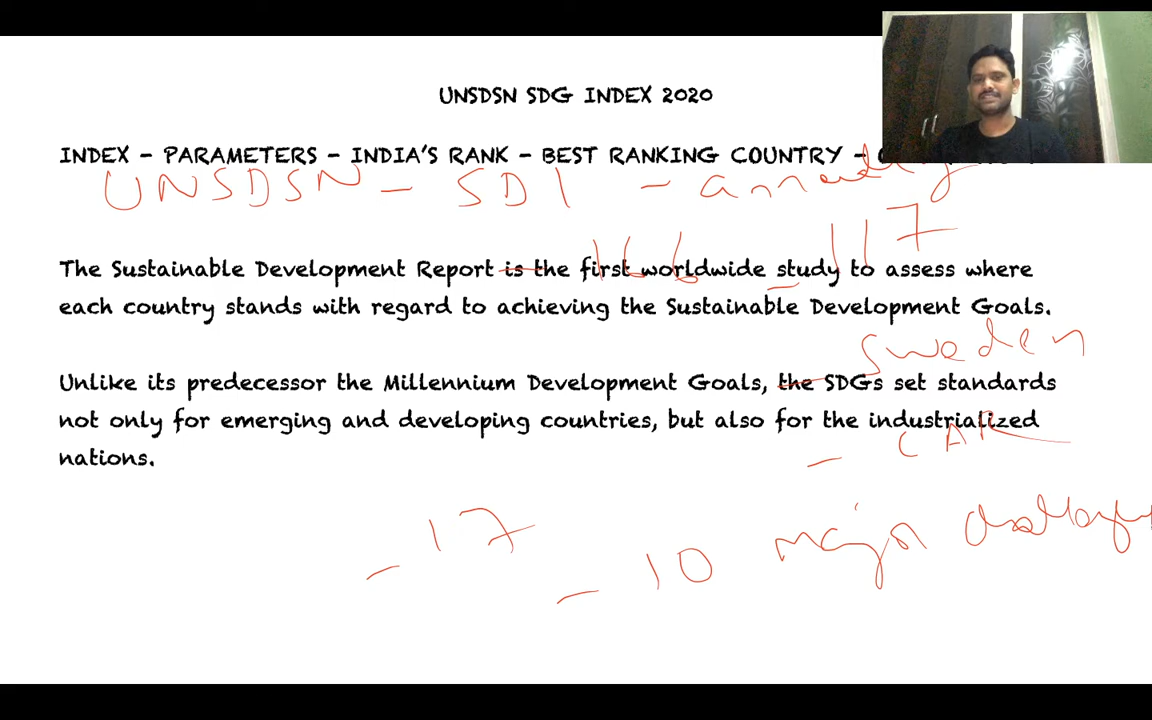 UNSDSN SDG INDEX 2020
INDEX - PARAMETERS - INDIA'S RANK - BEST RANKING COUNTRY -
UNSDSN - SDI - annually
117
166
The Sustainable Development Report is the first worldwide study to assess where
each country stands with regard to achieving the Sustainable Development Goals.
- Sweden
Unlike its predecessor the Millennium Development Goals, the SDGs set standards
not only for emerging and developing countries, but also for the industrialized
- CAR
nations.
- 17
- 10 major